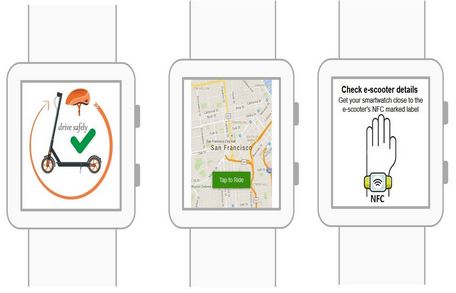 drive safely
San Francisco
Tap to Ride
Check e-scooter details
Get your smartwatch close to the
e-scooter's NFC marked label
NFC